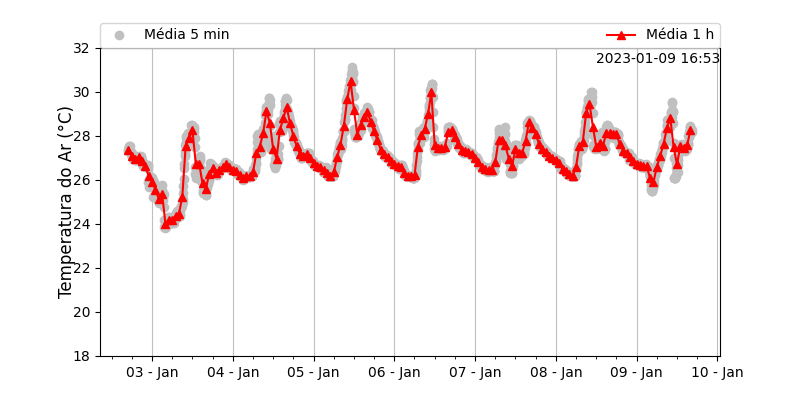 Média 5 min
Média 1 h
2023-01-09 16:53
Temperatura do Ar (°C)
32
30
28
26
24
22
20
18
03 - Jan
04 - Jan
05 - Jan
06 - Jan
07 - Jan
08 - Jan
09 - Jan
10 - Jan